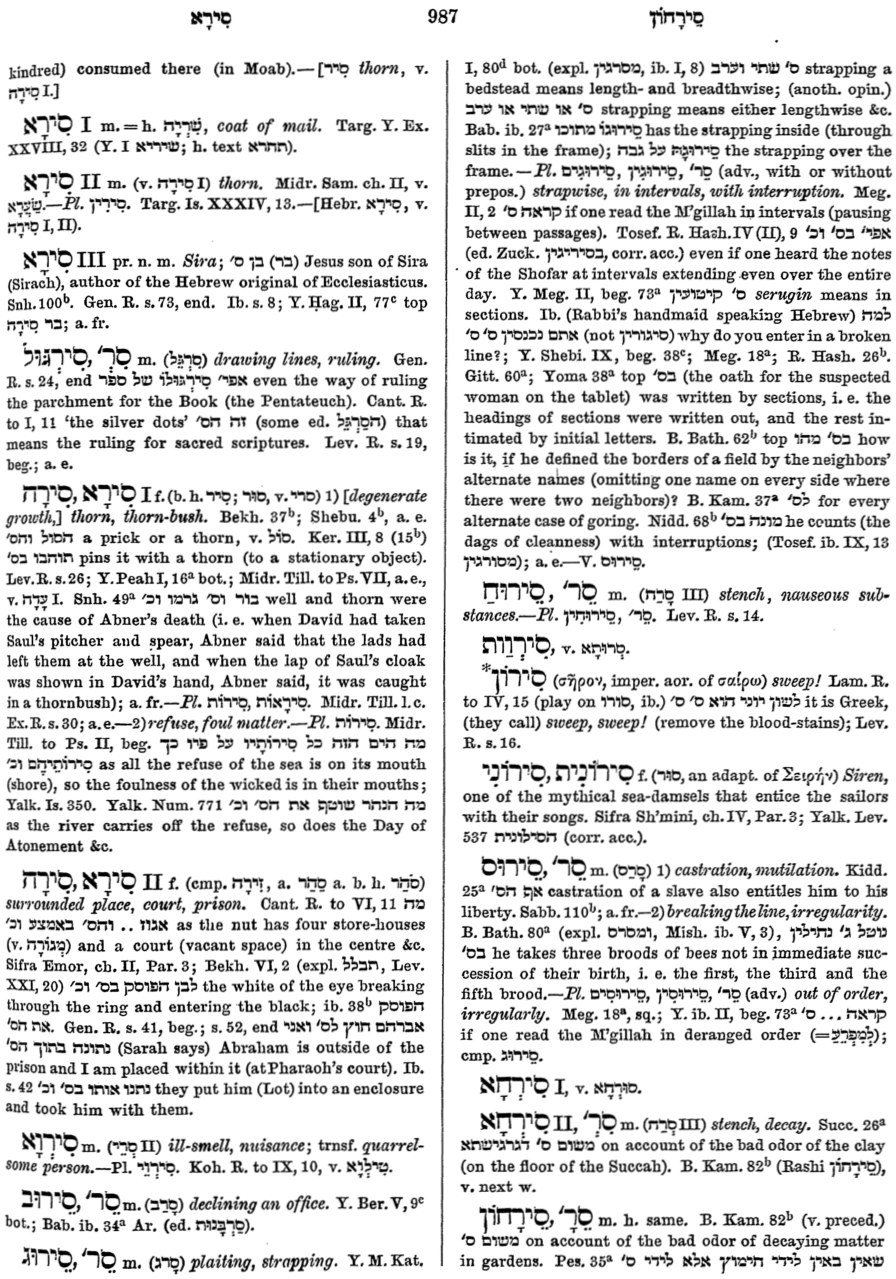 סִירָא 987 סֵירָחוֹן
kindred) consumed there (in Moab).—[סִיר thorn, v.
סִירָה I.]
סִירָא I m. = h. שִׁרְיָה, coat of mail. Targ. Y. Ex.
XXVIII, 32 (Y. I שיריא; h. text תחרא).
סִירָא II m. (v. סִירָה I) thorn. Midr. Sam. ch. II, v.
שַׂעֲרָא.—Pl. סִירִין. Targ. Is. XXXIV, 13.—[Hebr. סִירָא, v.
סִירָה I, II).
סִירָא III pr. n. m. Sira; בן ס' (בר) Jesus son of Sira
(Sirach), author of the Hebrew original of Ecclesiasticus.
Snh. 100ᵇ. Gen. R. s. 73, end. Ib. s. 8; Y. Ḥag. II, 77ᶜ top
בר סִירָה; a. fr.
סִירְגּוּל, סִרְ' m. (סִרְגֵּל) drawing lines, ruling. Gen.
R. s. 24, end אפי' סִירְגּוּלוֹ של ספר even the way of ruling
the parchment for the Book (the Pentateuch). Cant. R.
to I, 11 'the silver dots' זה הס' (some ed. הסַרְגֵּל) that
means the ruling for sacred scriptures. Lev. R. s. 19,
beg.; a. e.
סִירָא, סִירָה I f. (b. h. סִיר; סוּר, v. סרי) 1) [degenerate
growth,] thorn, thorn-bush. Bekh. 37ᵇ; Shebu. 4ᵇ, a. e.
הסול והס' a prick or a thorn, v. סוֹל. Ker. III, 8 (15ᵇ)
תוחבו בס' pins it with a thorn (to a stationary object).
Lev. R. s. 26; Y. Peah I, 16ᵃ bot.; Midr. Till. to Ps. VII, a. e.,
v. עָדָה I. Snh. 49ᵃ בור וס' גרמו וכ' well and thorn were
the cause of Abner's death (i. e. when David had taken
Saul's pitcher and spear, Abner said that the lads had
left them at the well, and when the lap of Saul's cloak
was shown in David's hand, Abner said, it was caught
in a thornbush); a. fr.—Pl. סִירָאוֹת, סִירוֹת. Midr. Till. l. c.
Ex. R. s. 30; a. e.—2) refuse, foul matter.—Pl. סִירוֹת. Midr.
Till. to Ps. II, beg. מה הים הזה כל סִירוֹתָיו על פיו כך
סִירוֹתֵיהֶם וכ' as all the refuse of the sea is on its mouth
(shore), so the foulness of the wicked is in their mouths;
Yalk. Is. 350. Yalk. Num. 771 מה הנהר שוטף את הס' וכ'
as the river carries off the refuse, so does the Day of
Atonement &c.
סִירָא, סִירָה II f. (cmp. זִירָה, a. סַהַר a. b. h. סֹהַר)
surrounded place, court, prison. Cant. R. to VI, 11 מה
אגוז .. והס' באמצע וכ' as the nut has four store-houses
(v. מְגוֹרָה) and a court (vacant space) in the centre &c.
Sifra Emor, ch. II, Par. 3; Bekh. VI, 2 (expl. תבלל, Lev.
XXI, 20) לבן הפוסק בס' וכ' the white of the eye breaking
through the ring and entering the black; ib. 38ᵇ הפוסק
את הס'. Gen. R. s. 41, beg.; s. 52, end אברהם חוץ לס' ואני
נתונה בתוך הס' (Sarah says) Abraham is outside of the
prison and I am placed within it (at Pharaoh's court). Ib.
s. 42 נתנו אותו בס' וכ' they put him (Lot) into an enclosure
and took him with them.
סִירְוָא m. (סרי II) ill-smell, nuisance; trnsf. quarrel-
some person.—Pl. סִירְוֵי. Koh. R. to IX, 10, v. טִילְוָא.
סֵירוּב, סֵר' m. (סרב) declining an office. Y. Ber. V, 9ᶜ
bot.; Bab. ib. 34ᵃ Ar. (ed. סַרְבָּנוּת).
סֵירוּג, סֵר' m. (סרג) plaiting, strapping. Y. M. Kat.
I, 80ᵈ bot. (expl. מסרגין, ib. I, 8) ס' שתי וערב strapping a
bedstead means length- and breadthwise; (anoth. opin.)
ס' או שתי או ערב strapping means either lengthwise &c.
Bab. ib. 27ᵃ סֵירוּגוֹ מתוכו has the strapping inside (through
slits in the frame); סֵירוּגָהּ על גבה the strapping over the
frame.—Pl. סֵירוּגִים, סֵירוּגִין, סֵר' (adv., with or without
prepos.) strapwise, in intervals, with interruption. Meg.
II, 2 קראה ס' if one read the M'gillah in intervals (pausing
between passages). Tosef. R. Hash. IV (II), 9 אפי' בס' וכ'
(ed. Zuck. בסירייגין, corr. acc.) even if one heard the notes
of the Shofar at intervals extending even over the entire
day. Y. Meg. II, beg. 73ᵃ ס' קיטועין serugin means in
sections. Ib. (Rabbi's handmaid speaking Hebrew) למה
אתם נכנסין ס' ס' (not סיגורין) why do you enter in a broken
line?; Y. Shebi. IX, beg. 38ᶜ; Meg. 18ᵃ; R. Hash. 26ᵇ.
Gitt. 60ᵃ; Yoma 38ᵃ top בס' (the oath for the suspected
woman on the tablet) was written by sections, i. e. the
headings of sections were written out, and the rest in-
timated by initial letters. B. Bath. 62ᵇ top בס' מהו how
is it, if he defined the borders of a field by the neighbors'
alternate names (omitting one name on every side where
there were two neighbors)? B. Kam. 37ᵃ לס' for every
alternate case of goring. Nidd. 68ᵇ מונה בס' he counts (the
days of cleanness) with interruptions; (Tosef. ib. IX, 13
מסורגין); a. e.—V. סֵירוּס.
סֵירוּחַ, סֵר' m. (סָרַח III) stench, nauseous sub-
stances.—Pl. סֵירוּחִין, סֵר'. Lev. R. s. 14.
סִירְוַות, v. סְרוּתָא.
*סִירוֹן (σῆρον, imper. aor. of σαίρω) sweep! Lam. R.
to IV, 15 (play on סורו, ib.) לשון יוני הוא ס' ס' it is Greek,
(they call) sweep, sweep! (remove the blood-stains); Lev.
R. s. 16.
סִירוֹנִית, סִירוֹנִי f. (סור, an adapt. of Σειρήν) Siren,
one of the mythical sea-damsels that entice the sailors
with their songs. Sifra Sh'mini, ch. IV, Par. 3; Yalk. Lev.
537 הסילונית (corr. acc.).
סֵירוּס, סֵר' m. (סָרַס) 1) castration, mutilation. Kidd.
25ᵃ אף הס' castration of a slave also entitles him to his
liberty. Sabb. 110ᵇ; a. fr.—2) breaking the line, irregularity.
B. Bath. 80ᵃ (expl. ומסרס, Mish. ib. V, 3), נוטל ג' נחילין
בס' he takes three broods of bees not in immediate suc-
cession of their birth, i. e. the first, the third and the
fifth brood.—Pl. סֵירוּסִים, סֵירוּסִין, סֵר' (adv.) out of order,
irregularly. Meg. 18ᵃ, sq.; Y. ib. II, beg. 73ᵃ קראה ... ס'
if one read the M'gillah in deranged order (=לְמַפְרֵעַ);
cmp. סֵירוּג.
סִירְחָא I, v. סוּרְחָא.
סִירְחָא II, סִרְ' m. (סְרַח III) stench, decay. Succ. 26ᵃ
משום ס' דגרגישתא on account of the bad odor of the clay
(on the floor of the Succah). B. Kam. 82ᵇ (Rashi סִירָחוֹן),
v. next w.
סֵירָחוֹן, סֵר' m. h. same. B. Kam. 82ᵇ (v. preced.)
משום ס' on account of the bad odor of decaying matter
in gardens. Pes. 35ᵃ שאין באין לידי חימוץ אלא לידי ס'